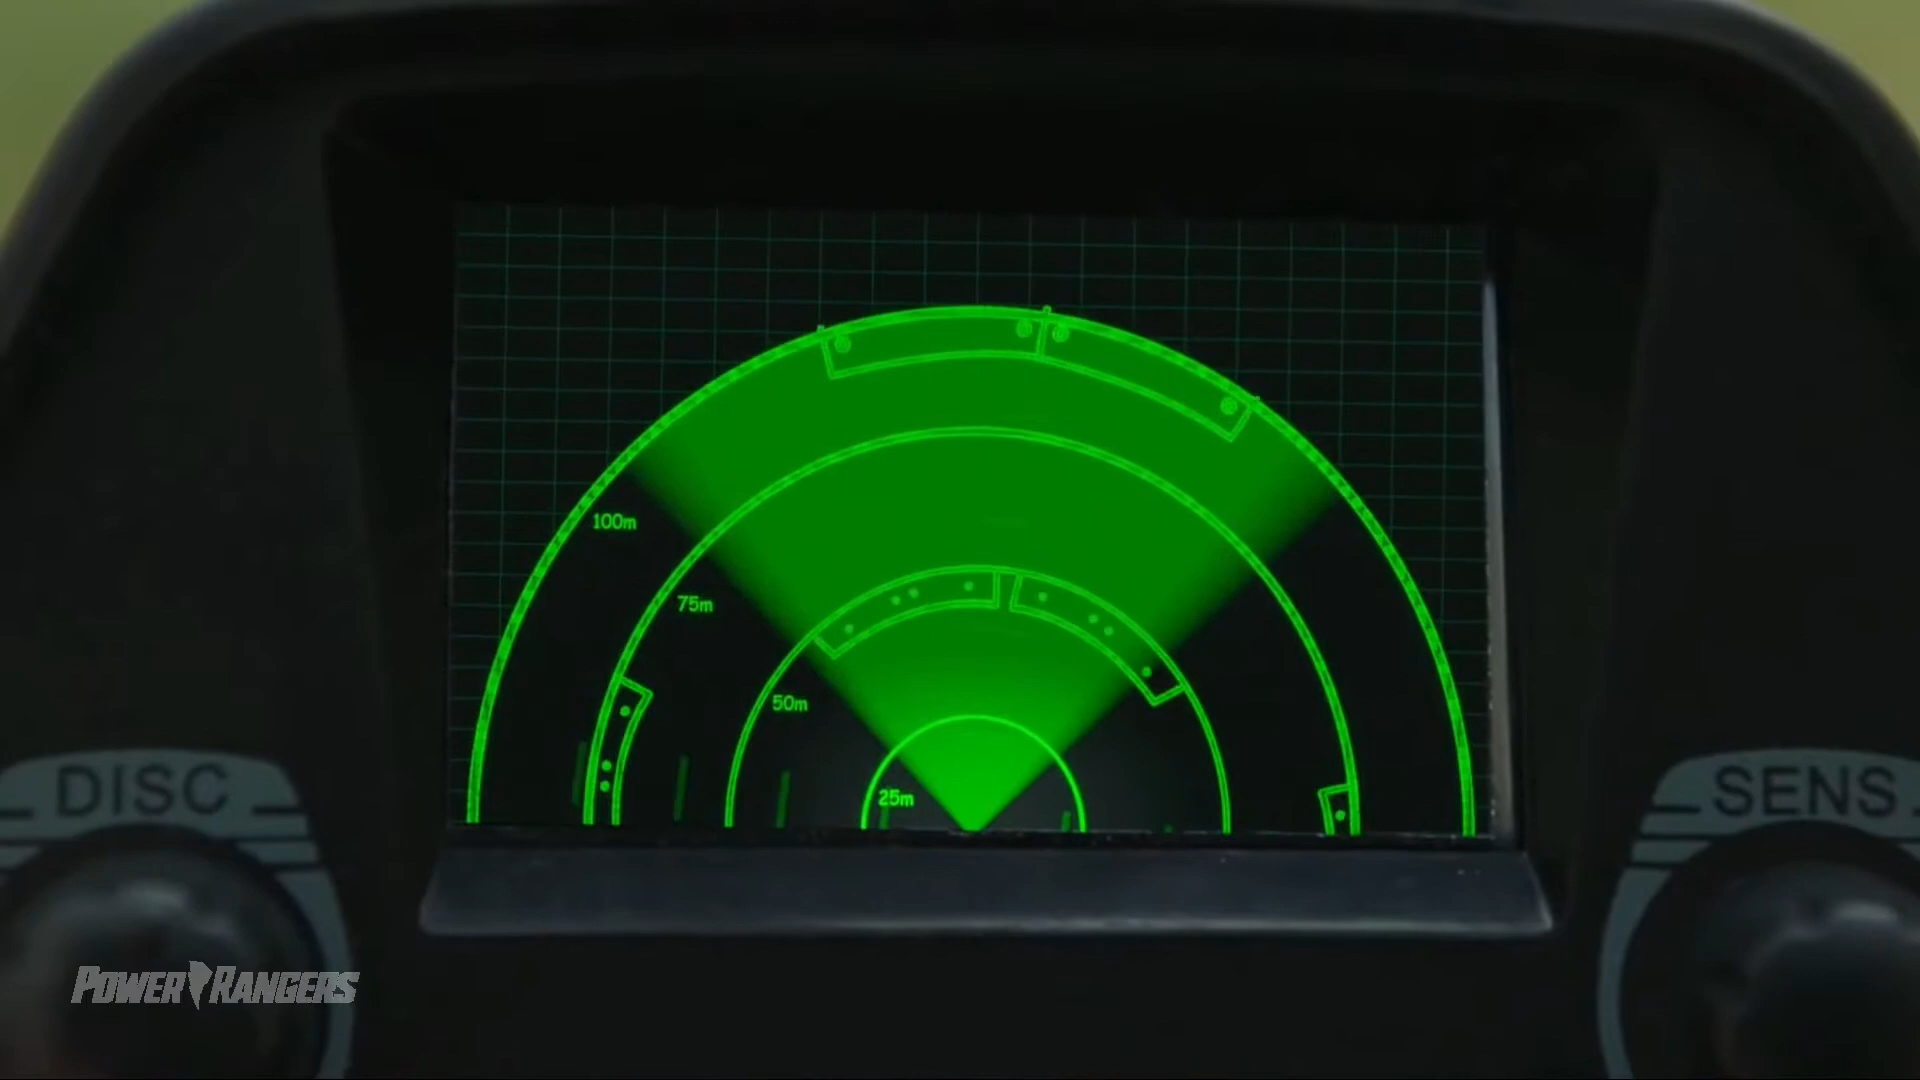 100m
75m
50m
25m
DISC
SENS
POWER RANGERS